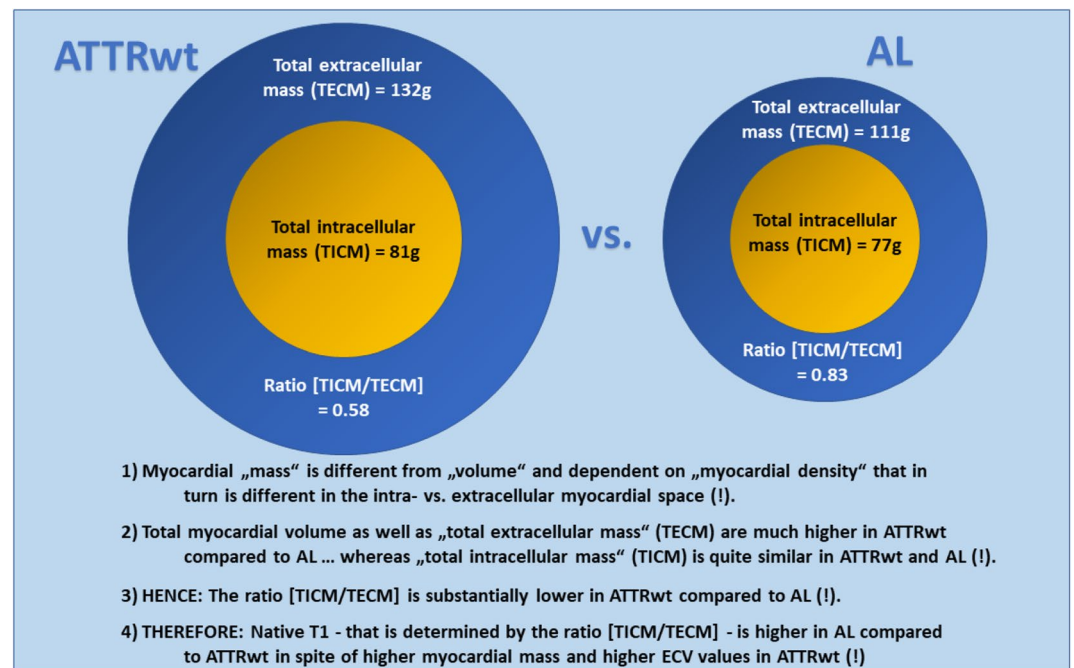 ATTRwt
Total extracellular
mass (TECM) = 132g
Total intracellular
mass (TICM) = 81g
Ratio [TICM/TECM]
= 0.58
vs.
AL
Total extracellular
mass (TECM) = 111g
Total intracellular
mass (TICM) = 77g
Ratio [TICM/TECM]
= 0.83
1) Myocardial „mass“ is different from „volume“ and dependent on „myocardial density“ that in
turn is different in the intra- vs. extracellular myocardial space (!).
2) Total myocardial volume as well as „total extracellular mass“ (TECM) are much higher in ATTRwt
compared to AL ... whereas „total intracellular mass“ (TICM) is quite similar in ATTRwt and AL (!).
3) HENCE: The ratio [TICM/TECM] is substantially lower in ATTRwt compared to AL (!).
4) THEREFORE: Native T1 - that is determined by the ratio [TICM/TECM] - is higher in AL compared
to ATTRwt in spite of higher myocardial mass and higher ECV values in ATTRwt (!)